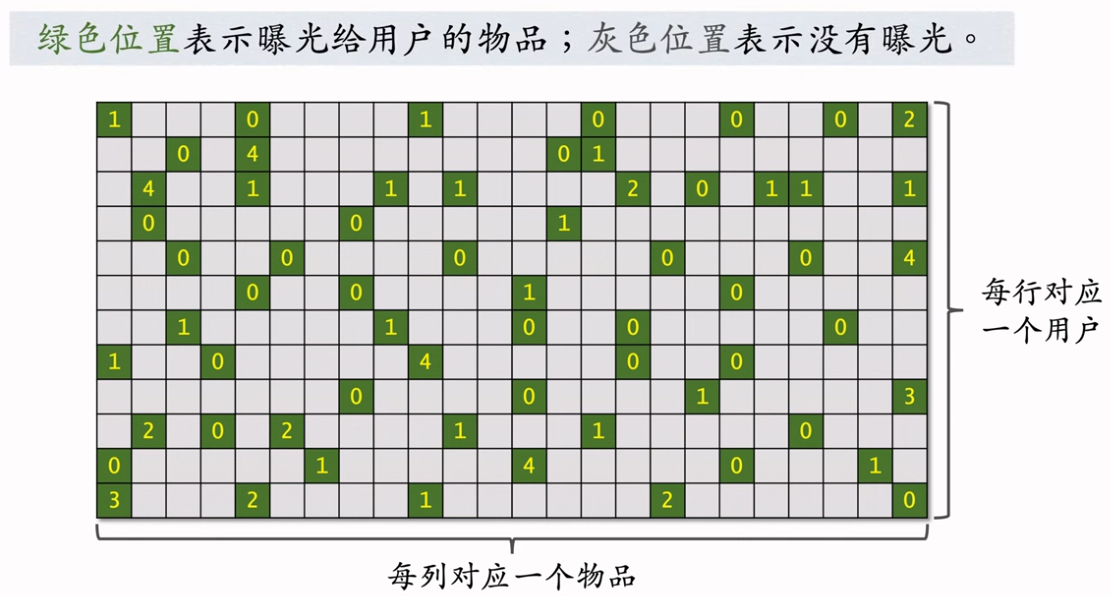 绿色位置表示曝光给用户的物品；灰色位置表示没有曝光。
1 0 1 0 0 0 2
0 4 0 1
4 1 1 1 2 0 1 1 1
0 0 1
0 0 0 0 0 4
0 0 1 0
1 1 0 0 0
1 0 4 0 0
0 0 1 3
2 0 2 1 1 0
0 1 4 0 1
3 2 1 2 0
每行对应
一个用户
每列对应一个物品